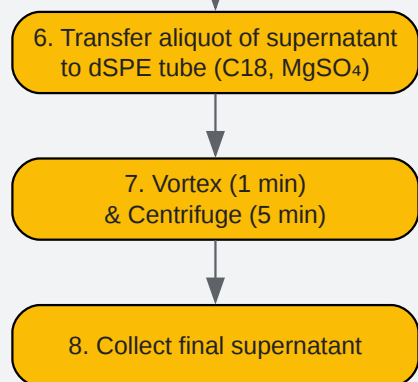 6. Transfer aliquot of supernatant
to dSPE tube (C18, MgSO₄)
7. Vortex (1 min)
& Centrifuge (5 min)
8. Collect final supernatant